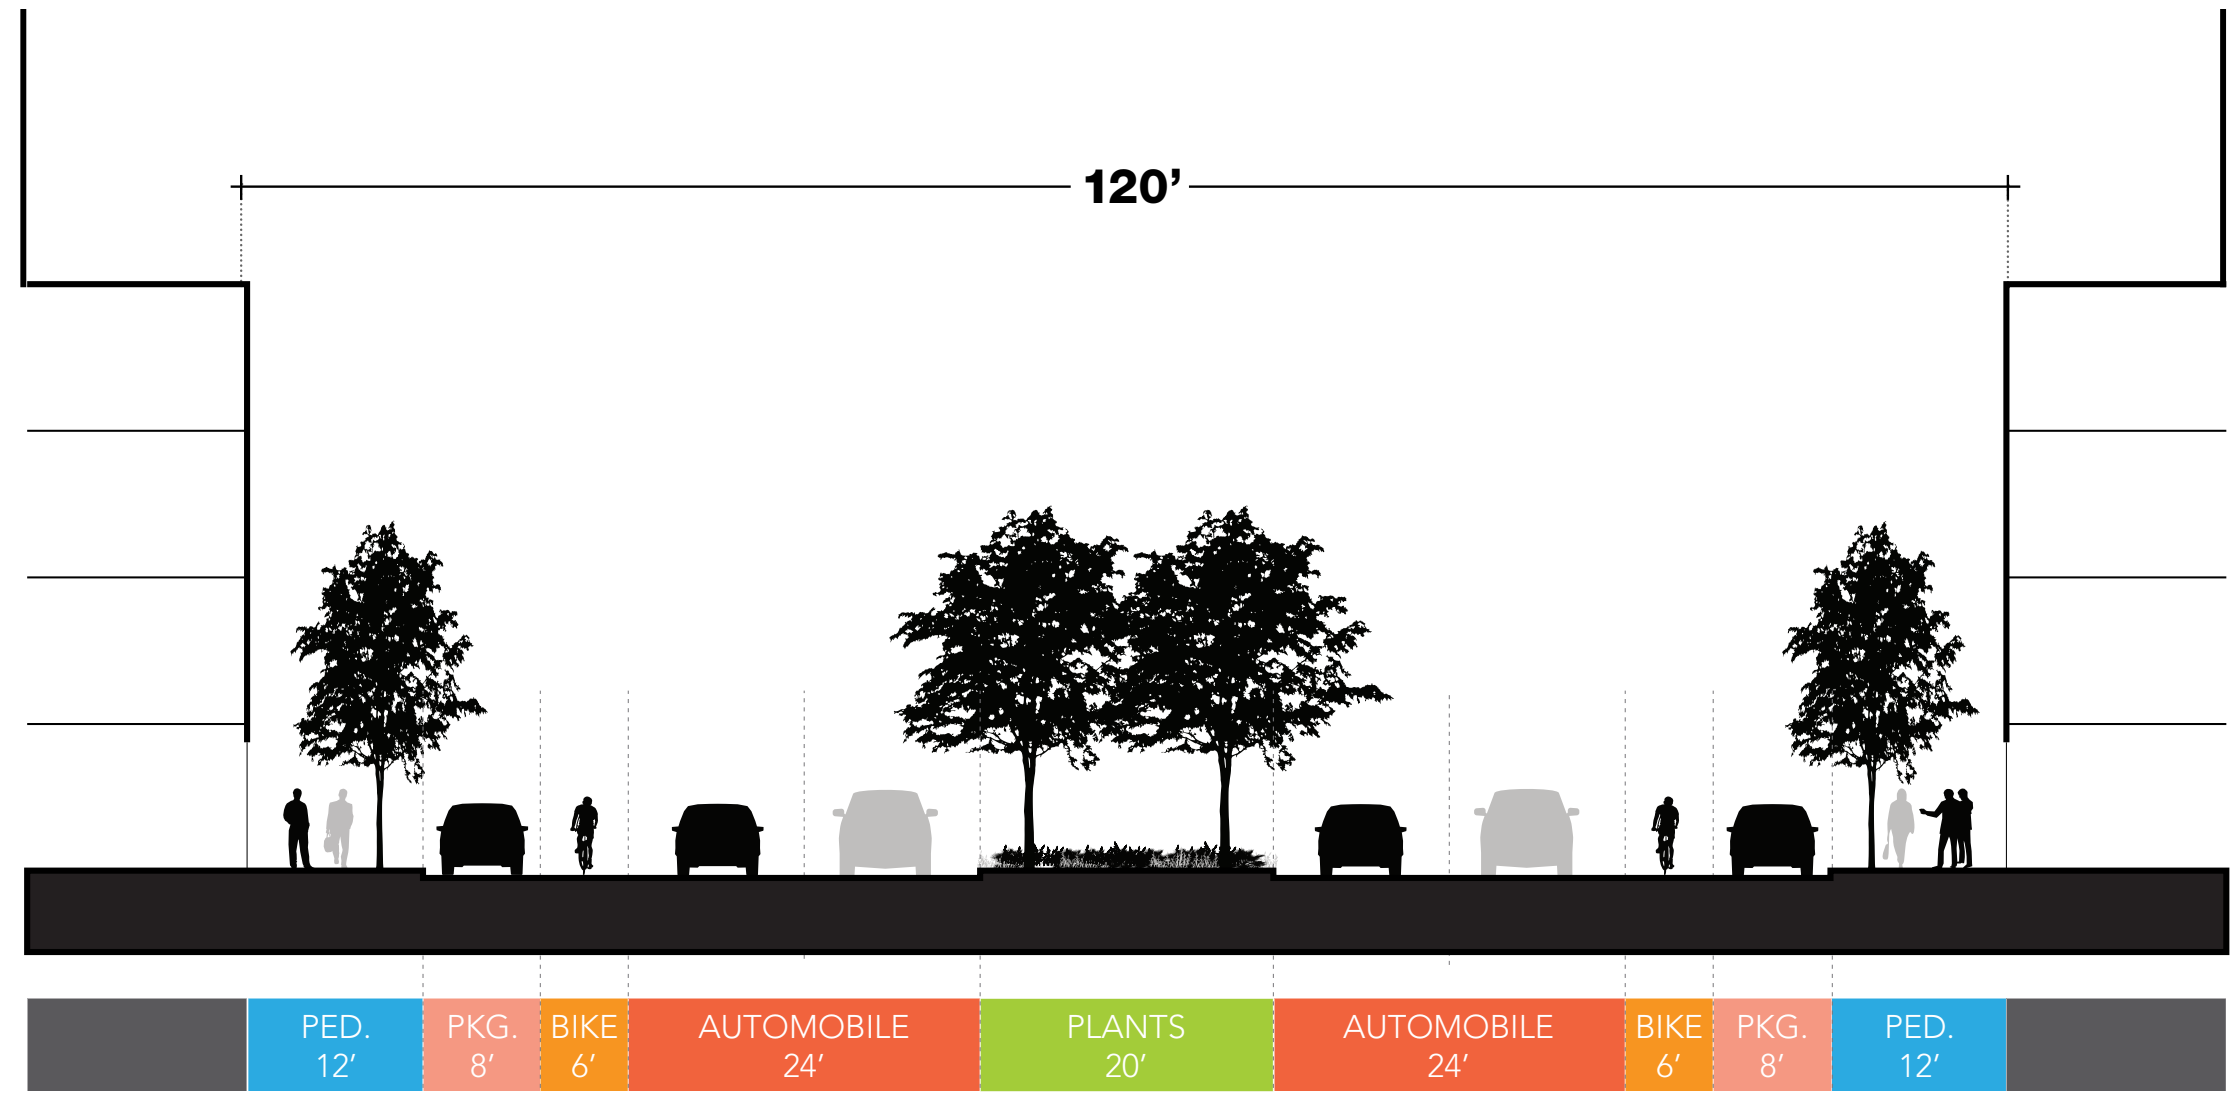 120’
PED.
12’
PKG.
8’
BIKE
6’
AUTOMOBILE
24’
PLANTS
20’
AUTOMOBILE
24’
BIKE
6’
PKG.
8’
PED.
12’